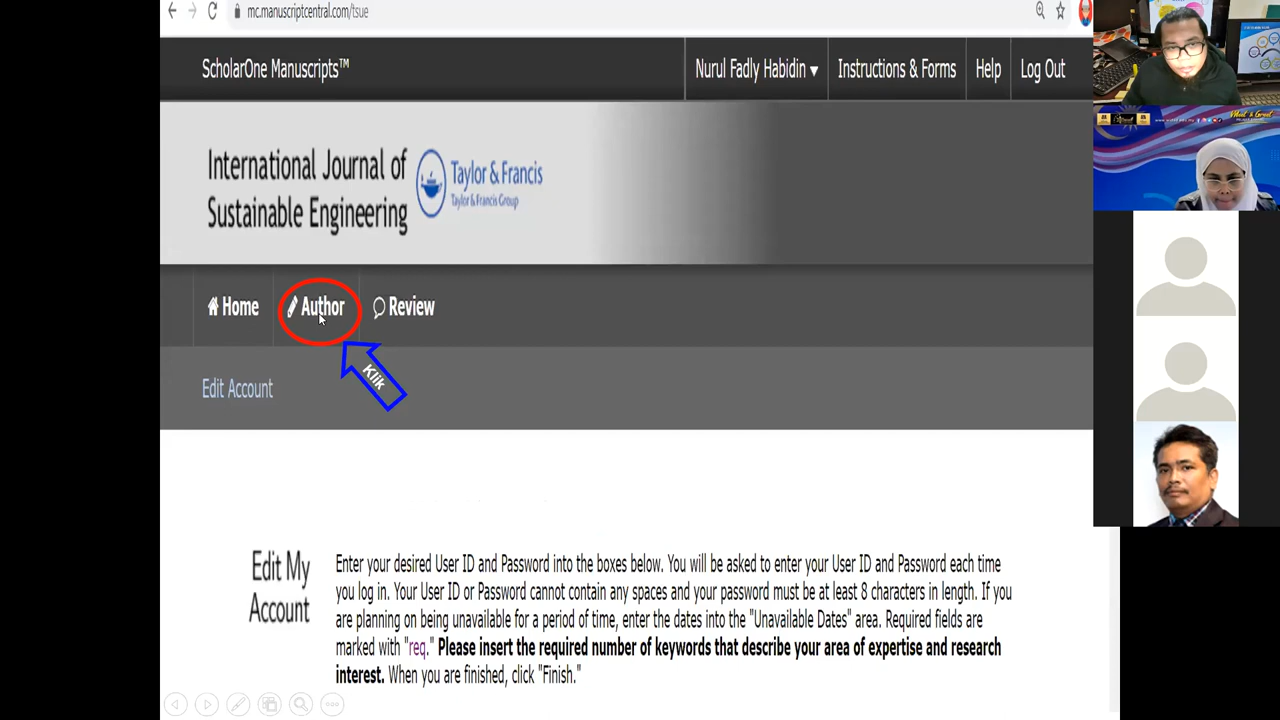 mc.manuscriptcentral.com/tsue
ScholarOne Manuscripts™
Nurul Fadly Habidin ▾
Instructions & Forms
Help
Log Out
International Journal of
Sustainable Engineering
Taylor & Francis
Taylor & Francis Group
Home
Author
Review
Klik
Edit Account
Edit My
Account
Enter your desired User ID and Password into the boxes below. You will be asked to enter your User ID and Password each time
you log in. Your User ID or Password cannot contain any spaces and your password must be at least 8 characters in length. If you
are planning on being unavailable for a period of time, enter the dates into the "Unavailable Dates" area. Required fields are
marked with "req." Please insert the required number of keywords that describe your area of expertise and research
interest. When you are finished, click "Finish."